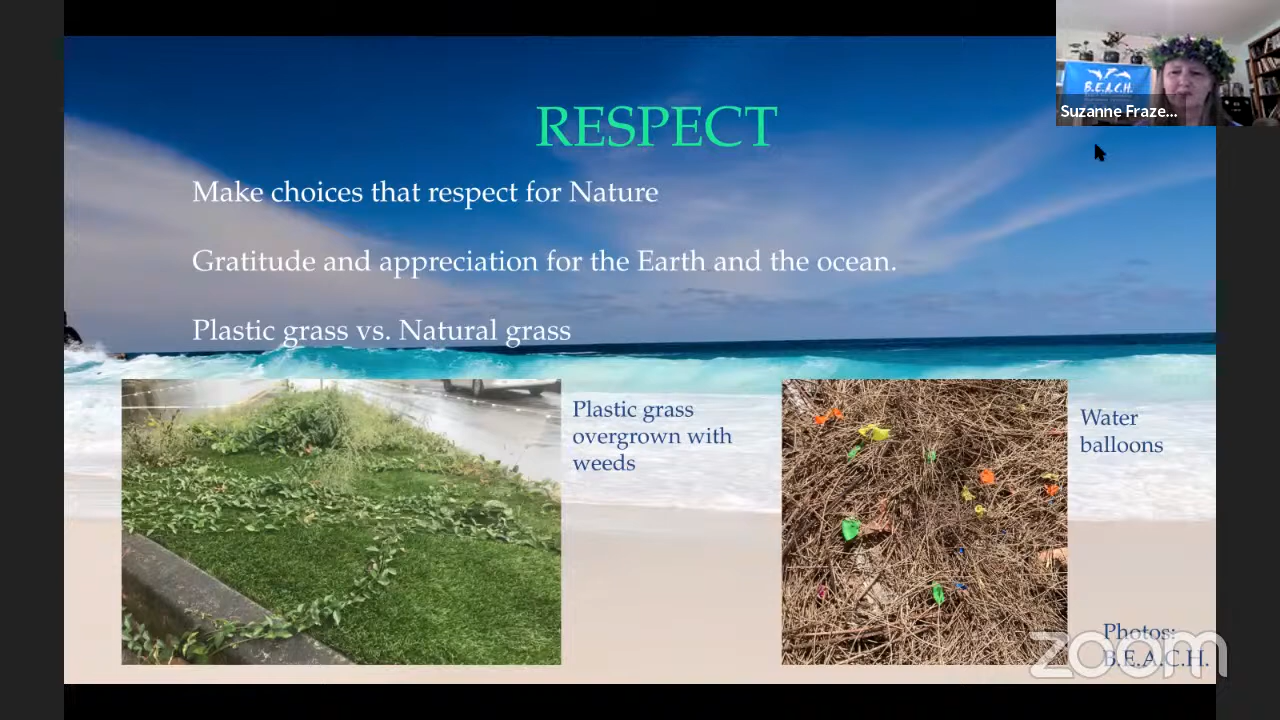 RESPECT
B.E.A.C.H.
Suzanne Fraze...
Make choices that respect for Nature
Gratitude and appreciation for the Earth and the ocean.
Plastic grass vs. Natural grass
Plastic grass
overgrown with
weeds
Water
balloons
Photos:
B.E.A.C.H.
zoom